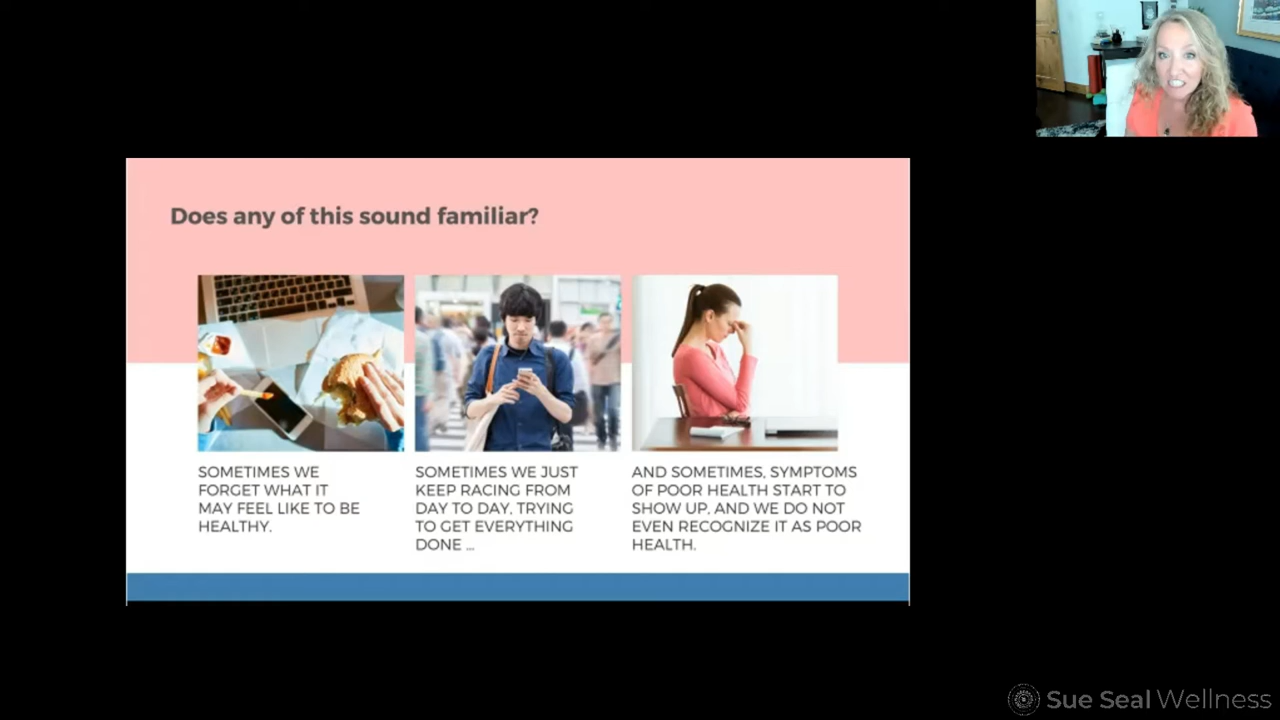 Does any of this sound familiar?
SOMETIMES WE
FORGET WHAT IT
MAY FEEL LIKE TO BE
HEALTHY.
SOMETIMES WE JUST
KEEP RACING FROM
DAY TO DAY, TRYING
TO GET EVERYTHING
DONE ...
AND SOMETIMES, SYMPTOMS
OF POOR HEALTH START TO
SHOW UP, AND WE DO NOT
EVEN RECOGNIZE IT AS POOR
HEALTH.
Sue Seal Wellness